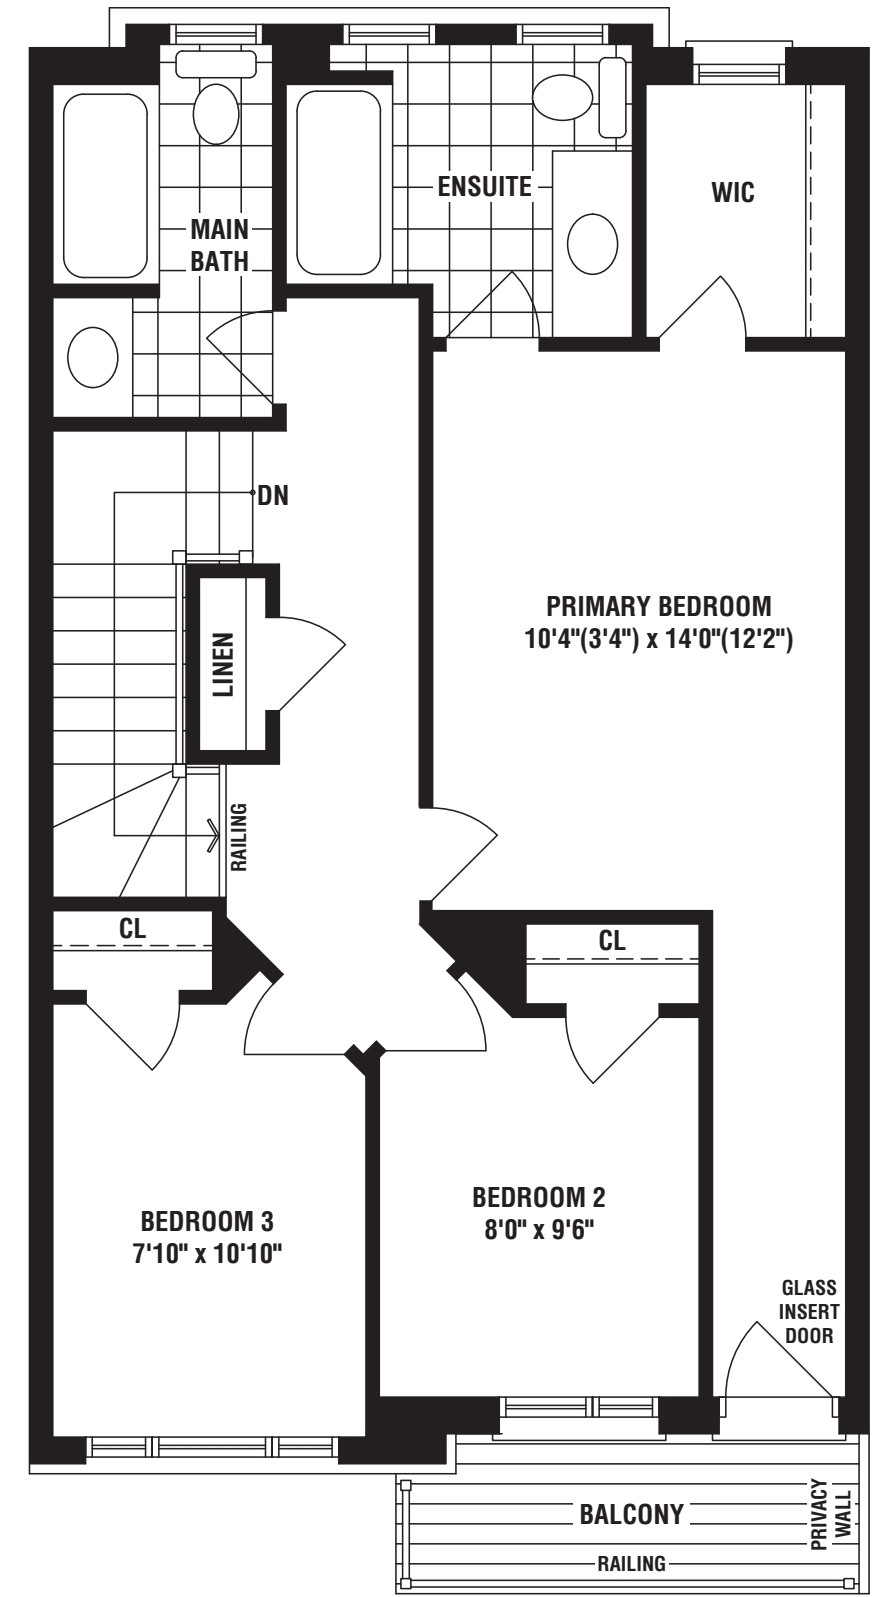 ENSUITE
WIC
MAIN
BATH
DN
PRIMARY BEDROOM
10'4"(3'4") x 14'0"(12'2")
LINEN
RAILING
CL
CL
BEDROOM 2
8'0" x 9'6"
BEDROOM 3
7'10" x 10'10"
GLASS
INSERT
DOOR
BALCONY
PRIVACY
WALL
RAILING